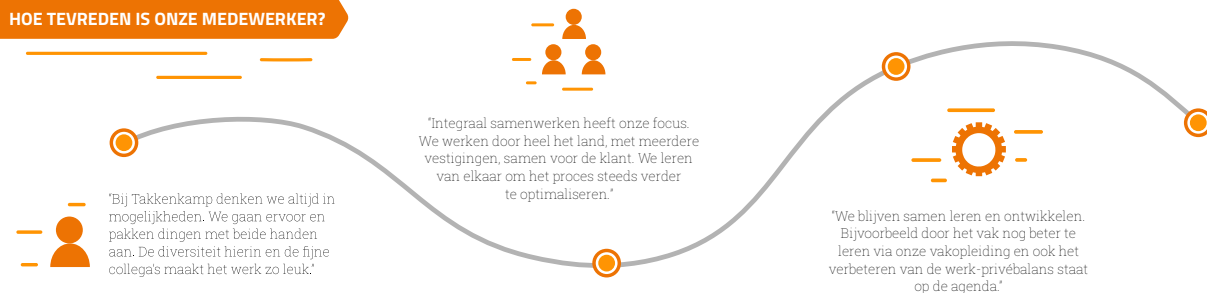 HOE TEVREDEN IS ONZE MEDEWERKER?
"Bij Takkenkamp denken we altijd in
mogelijkheden. We gaan ervoor en
pakken dingen met beide handen
aan. De diversiteit hierin en de fijne
collega's maakt het werk zo leuk."
"Integraal samenwerken heeft onze focus.
We werken door heel het land, met meerdere
vestigingen, samen voor de klant. We leren
van elkaar om het proces steeds verder
te optimaliseren."
"We blijven samen leren en ontwikkelen.
Bijvoorbeeld door het vak nog beter te
leren via onze vakopleiding en ook het
verbeteren van de werk-privébalans staat
op de agenda."